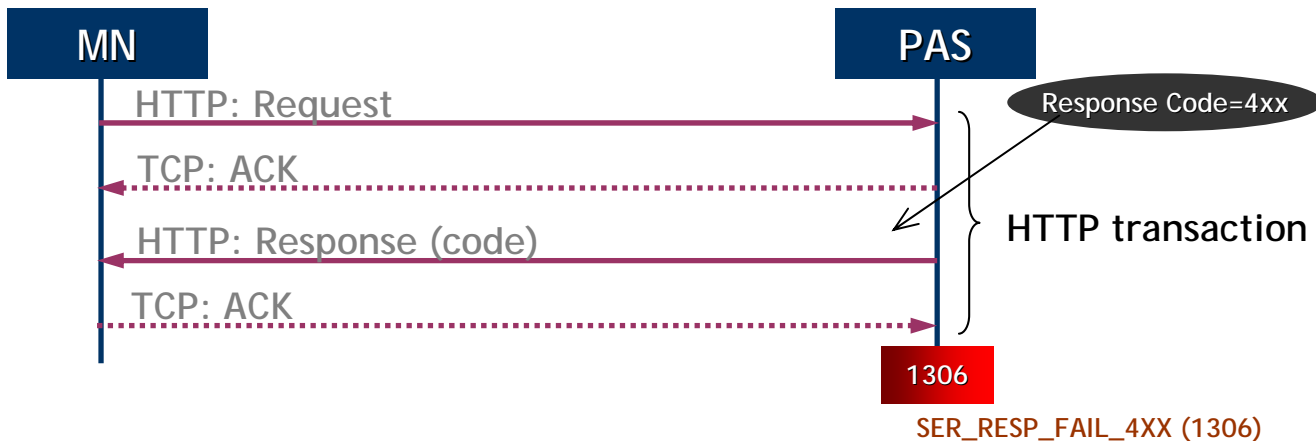 MN
PAS
HTTP: Request
Response Code=4xx
TCP: ACK
HTTP transaction
HTTP: Response (code)
TCP: ACK
1306
SER_RESP_FAIL_4XX (1306)